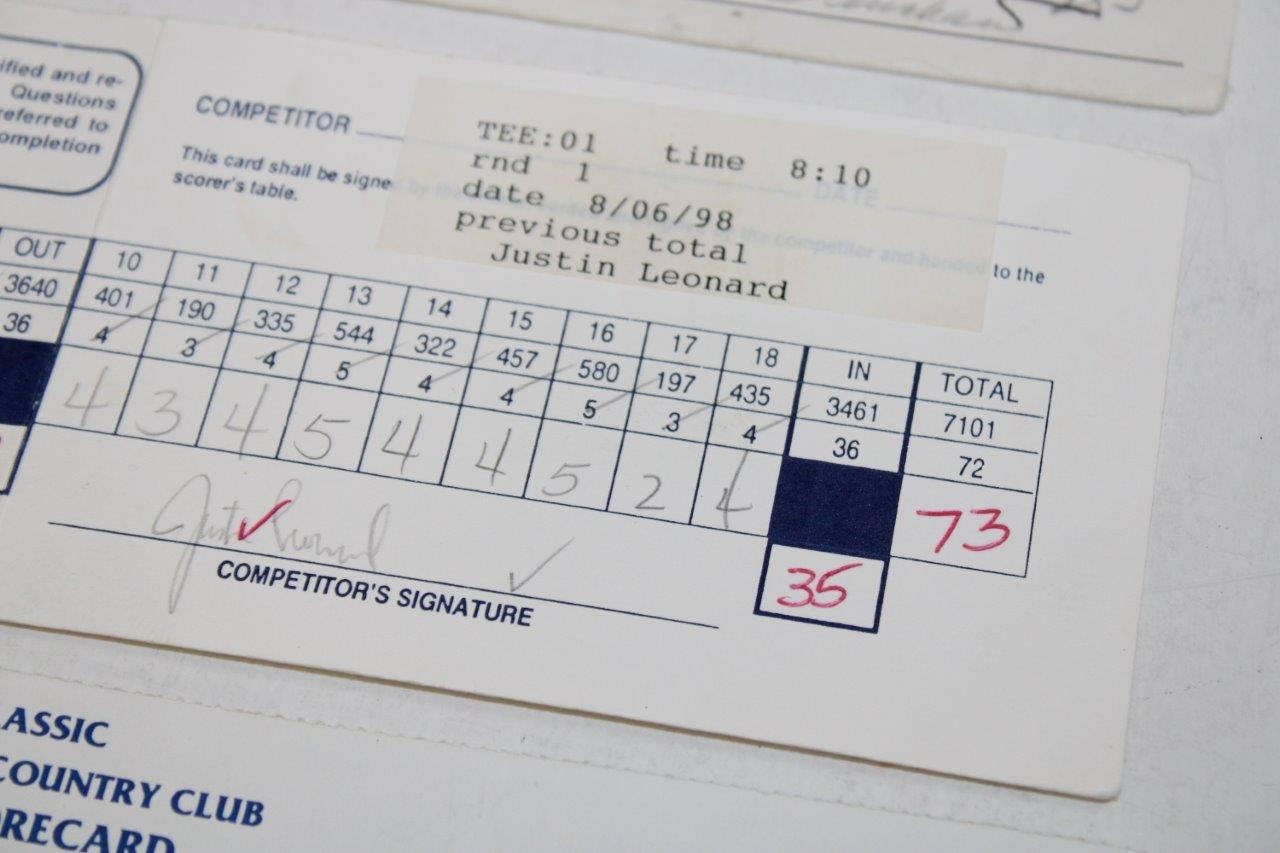 ified and re-
Questions
eferred to
ompletion
COMPETITOR
TEE:01 time 8:10
rnd 1
DATE
date 8/06/98
previous total
Justin Leonard
This card shall be signe by the competitor and handed to the
scorer's table.
OUT 10 11 12 13 14 15 16 17 18 IN TOTAL
3640 401 190 335 544 322 457 580 197 435 3461 7101
36 4 3 4 5 4 4 5 3 4 36 72
4 3 4 5 4 4 5 2 4 73
35
Justin Leonard
COMPETITOR'S SIGNATURE
ASSIC
COUNTRY CLUB
ORECARD